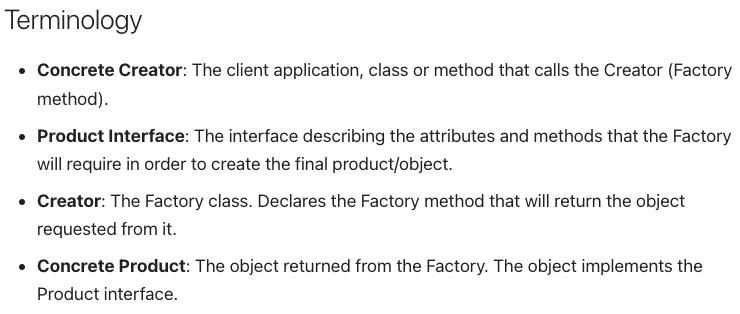 Terminology
• Concrete Creator: The client application, class or method that calls the Creator (Factory
method).
• Product Interface: The interface describing the attributes and methods that the Factory
will require in order to create the final product/object.
• Creator: The Factory class. Declares the Factory method that will return the object
requested from it.
• Concrete Product: The object returned from the Factory. The object implements the
Product interface.